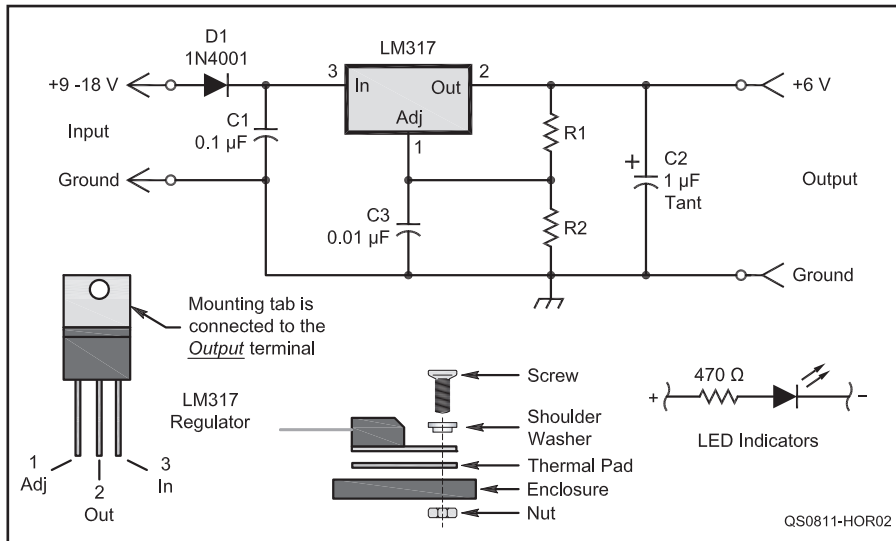 D1
1N4001
LM317
+9 -18 V
3
In
Out
2
+6 V
Adj
1
Input
C1
0.1 µF
R1
C2
1 µF
Tant
+
Output
Ground
C3
0.01 µF
R2
Ground
Mounting tab is
connected to the
Output terminal
LM317
Regulator
1
Adj
2
Out
3
In
Screw
Shoulder
Washer
Thermal Pad
Enclosure
Nut
470 Ω
+
–
LED Indicators
QS0811-HOR02